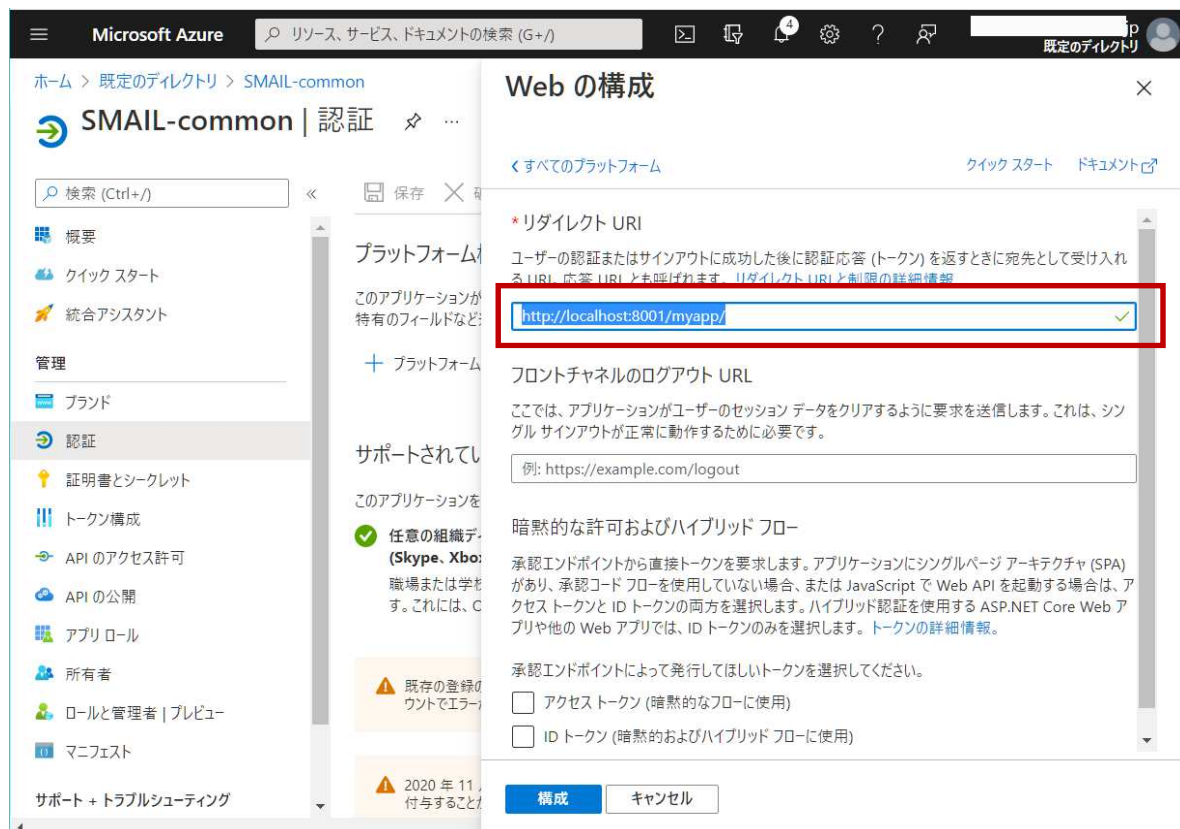 Microsoft Azure
リソース、サービス、ドキュメントの検索 (G+/)
4
jp
既定のディレクトリ
ホーム > 既定のディレクトリ > SMAIL-common
SMAIL-common | 認証
検索 (Ctrl+/)
«
保存
概要
クイック スタート
統合アシスタント
管理
ブランド
認証
証明書とシークレット
トークン構成
API のアクセス許可
API の公開
アプリ ロール
所有者
ロールと管理者 | プレビュー
マニフェスト
サポート + トラブルシューティング
プラットフォーム
このアプリケーションが
特有のフィールドなど
プラットフォーム
サポートされてい
このアプリケーションを
任意の組織デ
(Skype、Xbo
職場または学校
す。これには、O
既存の登録の
ウントでエラー
2020 年 11
付与すること
Web の構成
すべてのプラットフォーム
クイック スタート
ドキュメント
* リダイレクト URI
ユーザーの認証またはサインアウトに成功した後に認証応答 (トークン) を返すときに宛先として受け入れ
る URI。応答 URL とも呼ばれます。リダイレクト URI と制限の詳細情報
http://localhost:8001/myapp/
フロントチャネルのログアウト URL
ここでは、アプリケーションがユーザーのセッション データをクリアするように要求を送信します。これは、シン
グル サインアウトが正常に動作するために必要です。
例: https://example.com/logout
暗黙的な許可およびハイブリッド フロー
承認エンドポイントから直接トークンを要求します。アプリケーションにシングルページ アーキテクチャ (SPA)
があり、承認コード フローを使用していない場合、または JavaScript で Web API を起動する場合は、ア
クセス トークンと ID トークンの両方を選択します。ハイブリッド認証を使用する ASP.NET Core Web ア
プリや他の Web アプリでは、ID トークンのみを選択します。トークンの詳細情報。
承認エンドポイントによって発行してほしいトークンを選択してください。
アクセス トークン (暗黙的なフローに使用)
ID トークン (暗黙的およびハイブリッド フローに使用)
構成
キャンセル